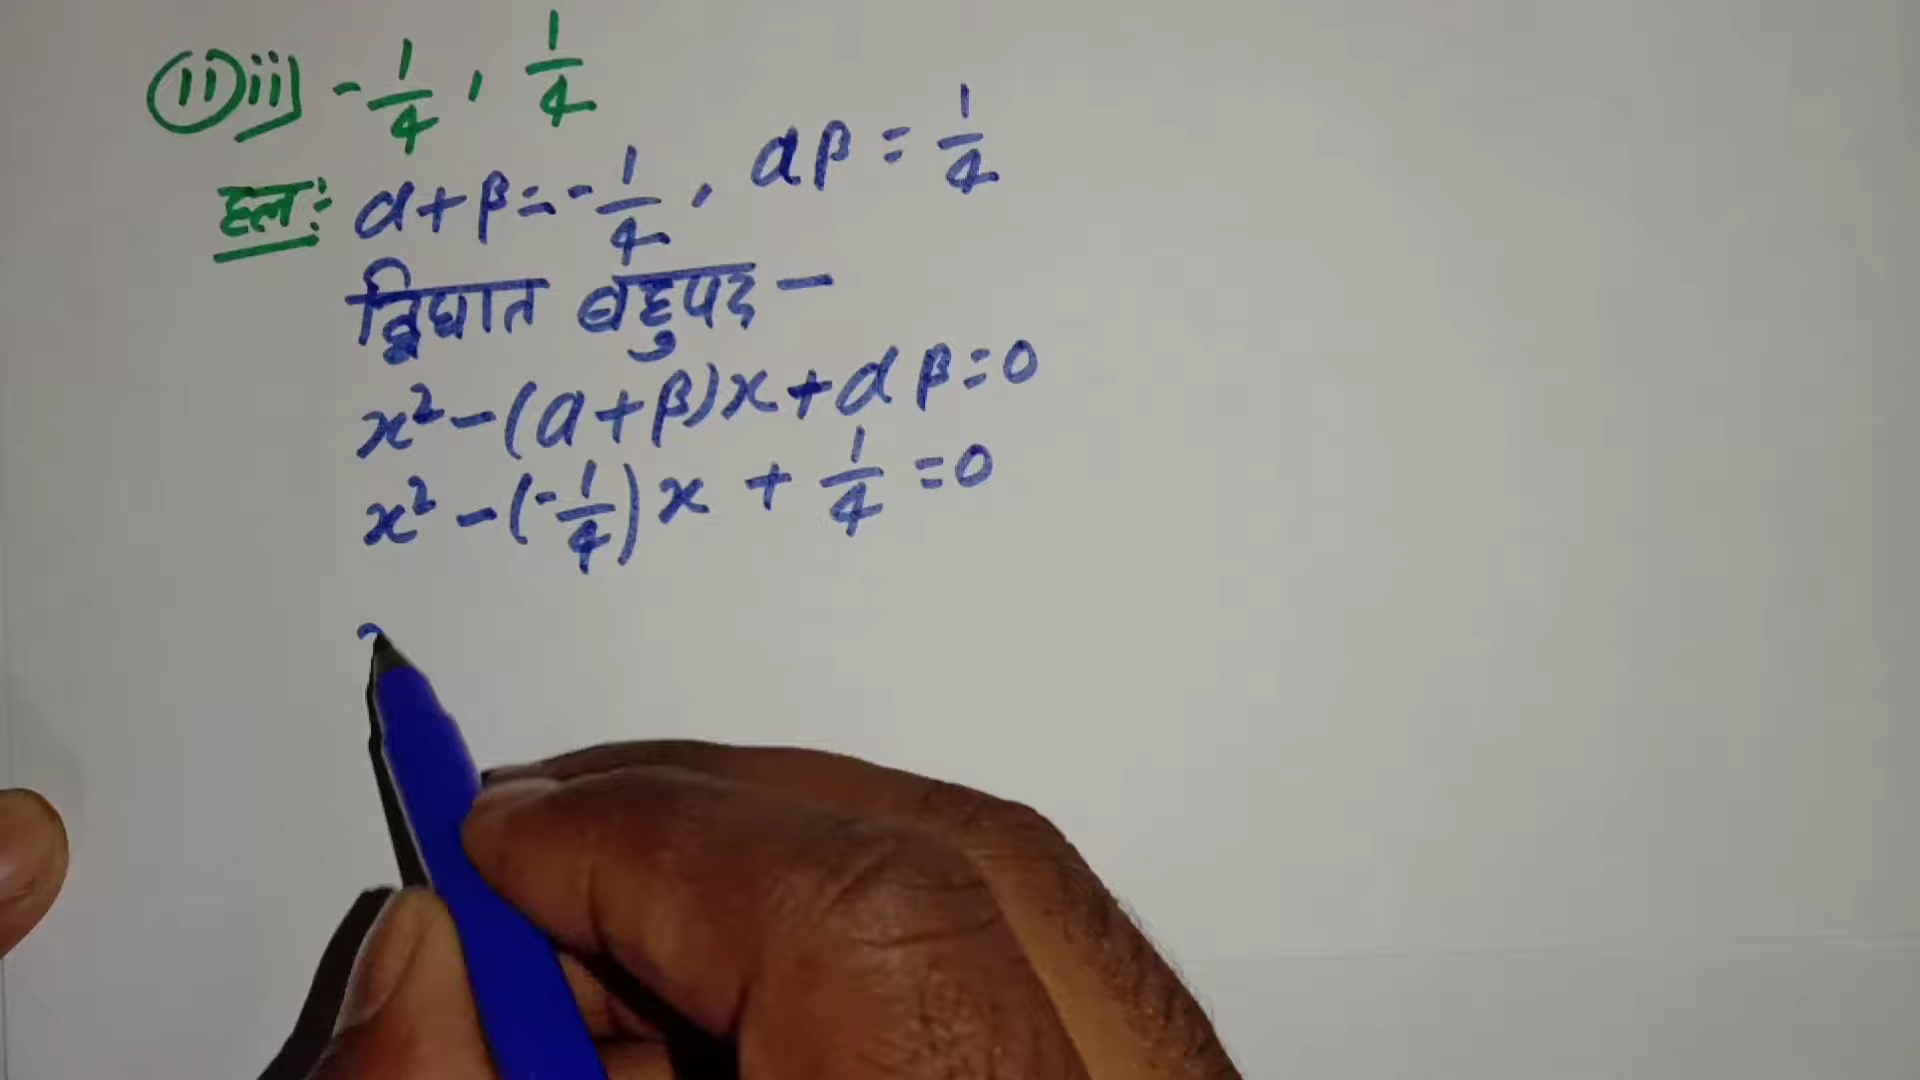 (11) ii) -1/4, 1/4
हल:- α+β=-1/4, αβ=1/4
द्विघात बहुपद -
x²-(α+β)x+αβ=0
x²-(-1/4)x+1/4=0